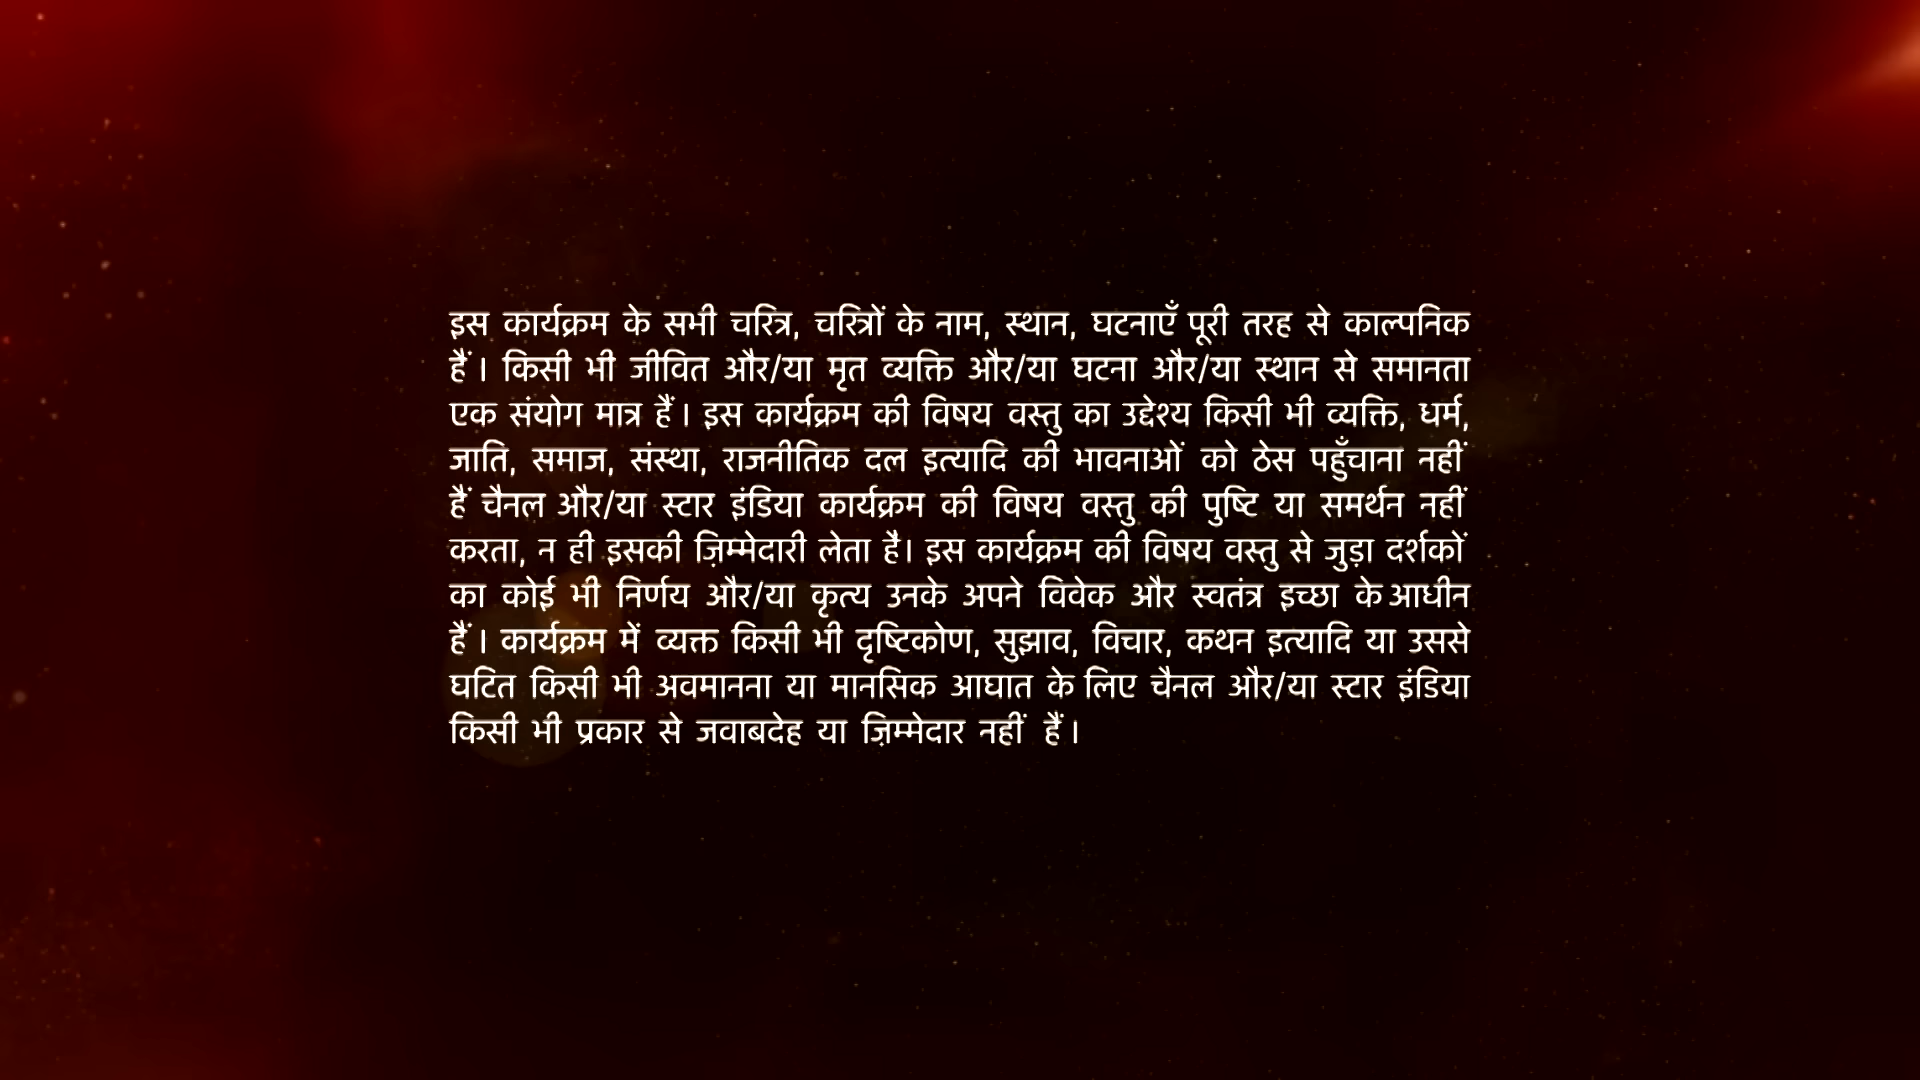 इस कार्यक्रम के सभी चरित्र, चरित्रों के नाम, स्थान, घटनाएँ पूरी तरह से काल्पनिक
हैं । किसी भी जीवित और/या मृत व्यक्ति और/या घटना और/या स्थान से समानता
एक संयोग मात्र हैं । इस कार्यक्रम की विषय वस्तु का उद्देश्य किसी भी व्यक्ति, धर्म,
जाति, समाज, संस्था, राजनीतिक दल इत्यादि की भावनाओं को ठेस पहुँचाना नहीं
हैं चैनल और/या स्टार इंडिया कार्यक्रम की विषय वस्तु की पुष्टि या समर्थन नहीं
करता, न ही इसकी ज़िम्मेदारी लेता है। इस कार्यक्रम की विषय वस्तु से जुड़ा दर्शकों
का कोई भी निर्णय और/या कृत्य उनके अपने विवेक और स्वतंत्र इच्छा के आधीन
हैं । कार्यक्रम में व्यक्त किसी भी दृष्टिकोण, सुझाव, विचार, कथन इत्यादि या उससे
घटित किसी भी अवमानना या मानसिक आघात के लिए चैनल और/या स्टार इंडिया
किसी भी प्रकार से जवाबदेह या ज़िम्मेदार नहीं हैं ।